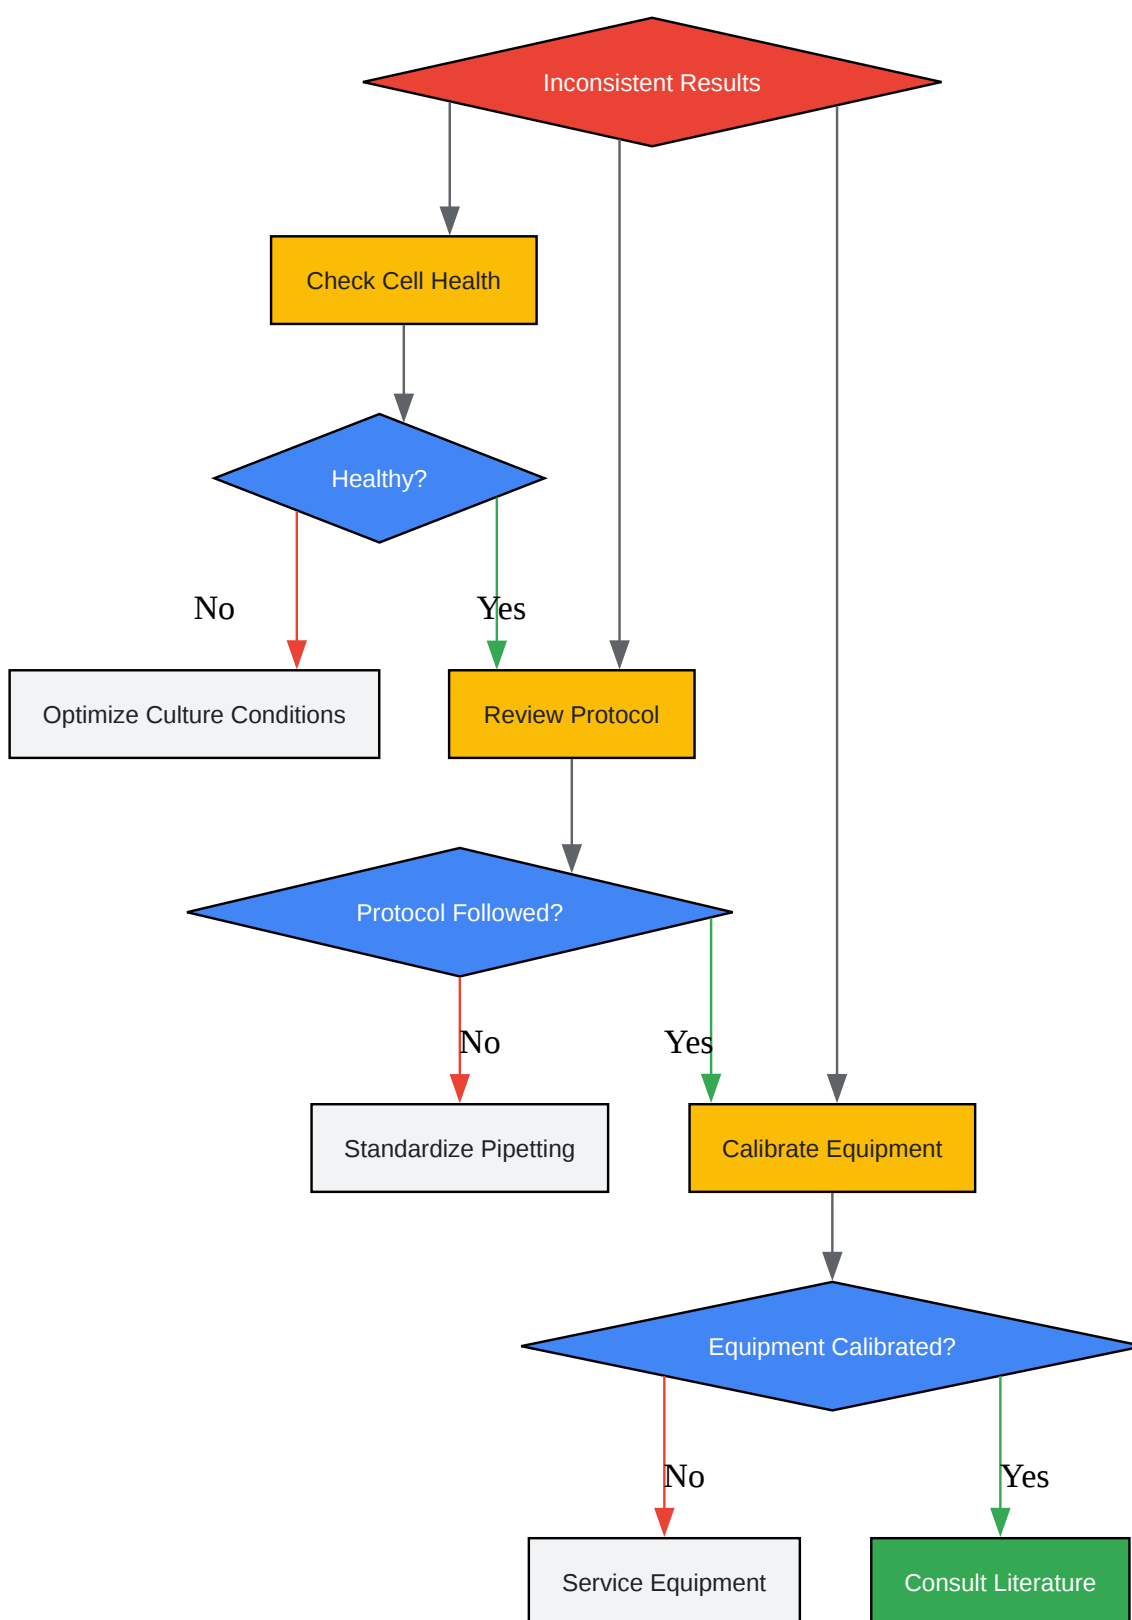 Inconsistent Results
Check Cell Health
Healthy?
No
Yes
Optimize Culture Conditions
Review Protocol
Protocol Followed?
No
Yes
Standardize Pipetting
Calibrate Equipment
Equipment Calibrated?
No
Yes
Service Equipment
Consult Literature